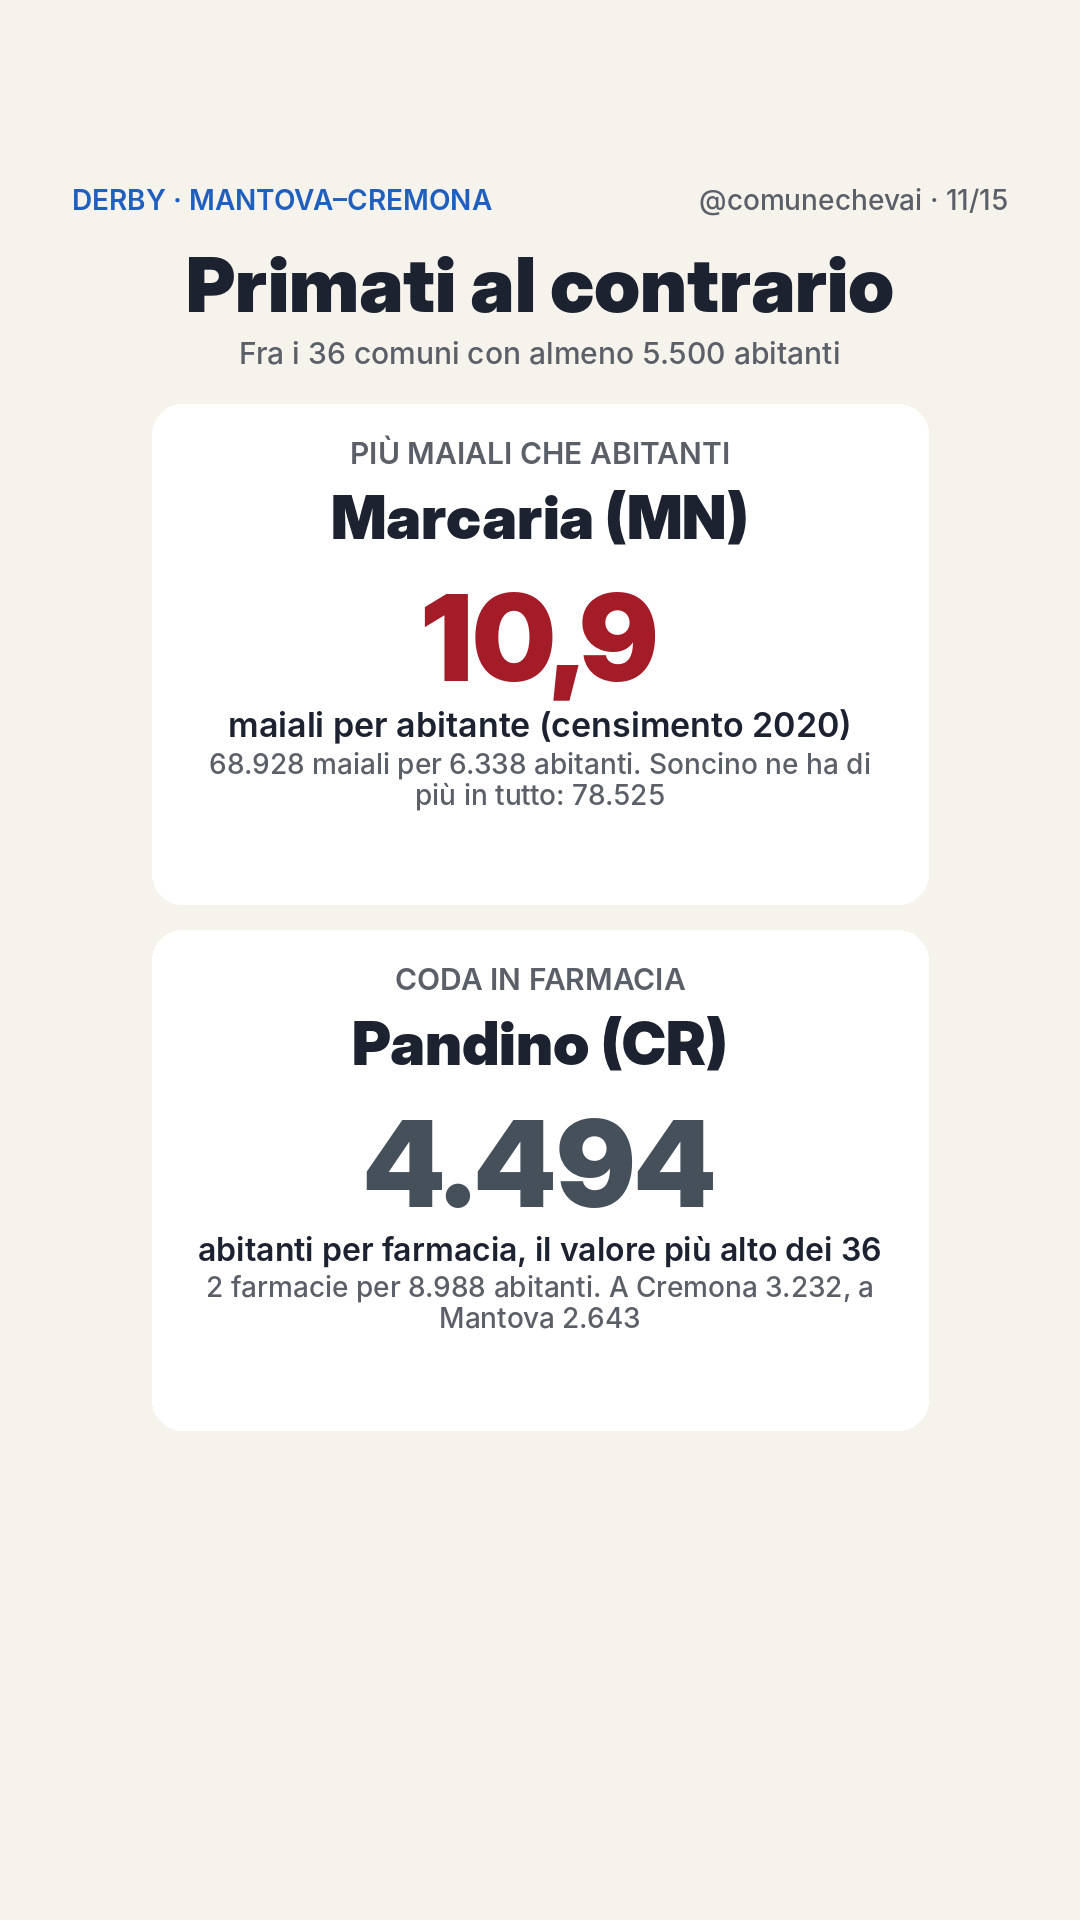 DERBY · MANTOVA–CREMONA
@comunechevai · 11/15
Primati al contrario
Fra i 36 comuni con almeno 5.500 abitanti
PIÙ MAIALI CHE ABITANTI
Marcaria (MN)
10,9
maiali per abitante (censimento 2020)
68.928 maiali per 6.338 abitanti. Soncino ne ha di
più in tutto: 78.525
CODA IN FARMACIA
Pandino (CR)
4.494
abitanti per farmacia, il valore più alto dei 36
2 farmacie per 8.988 abitanti. A Cremona 3.232, a
Mantova 2.643